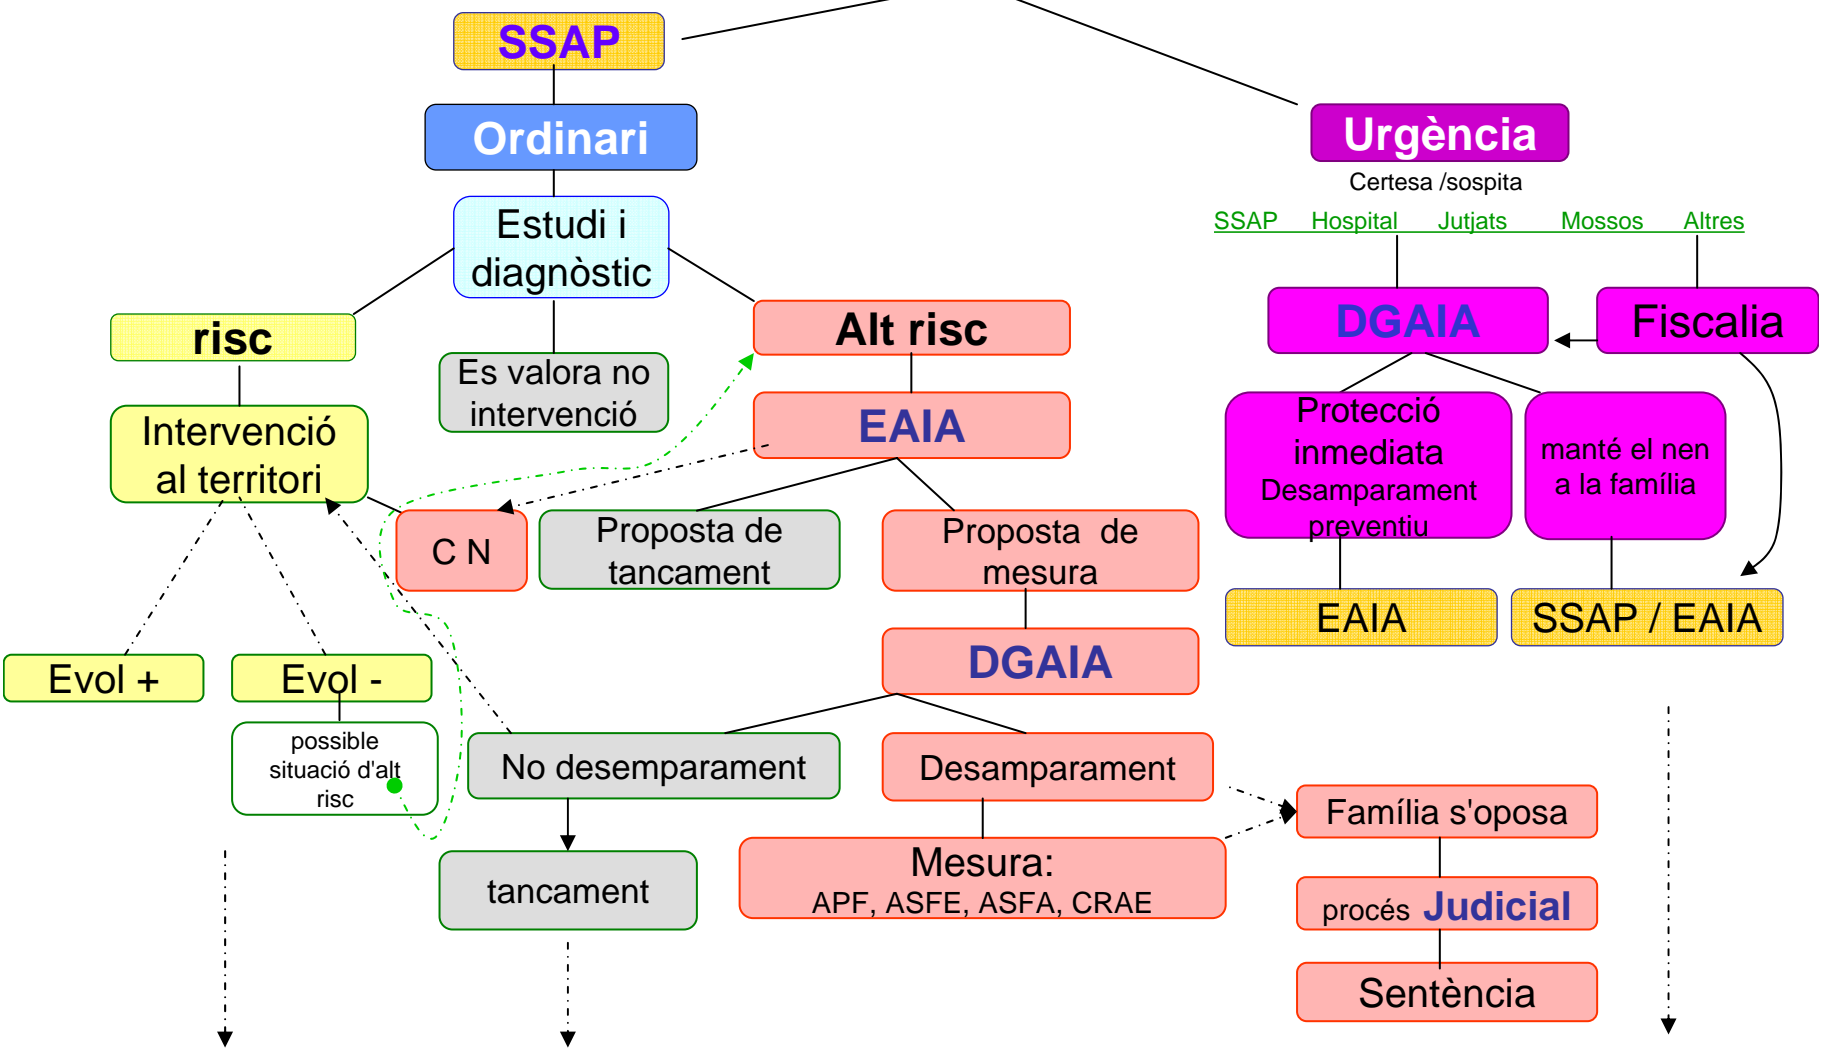 SSAP
Ordinari
Urgència
Certesa /sospita
SSAP Hospital Jutjats Mossos Altres
Estudi i
diagnòstic
risc
Es valora no
intervenció
Alt risc
DGAIA
Fiscalia
Intervenció
al territori
EAIA
Protecció
inmediata
Desamparament
preventiu
manté el nen
a la família
C N
Proposta de
tancament
Proposta de
mesura
EAIA
SSAP / EAIA
Evol +
Evol -
DGAIA
possible
situació d'alt
risc
No desemparament
Desamparament
Família s'oposa
tancament
Mesura:
APF, ASFE, ASFA, CRAE
procés Judicial
Sentència